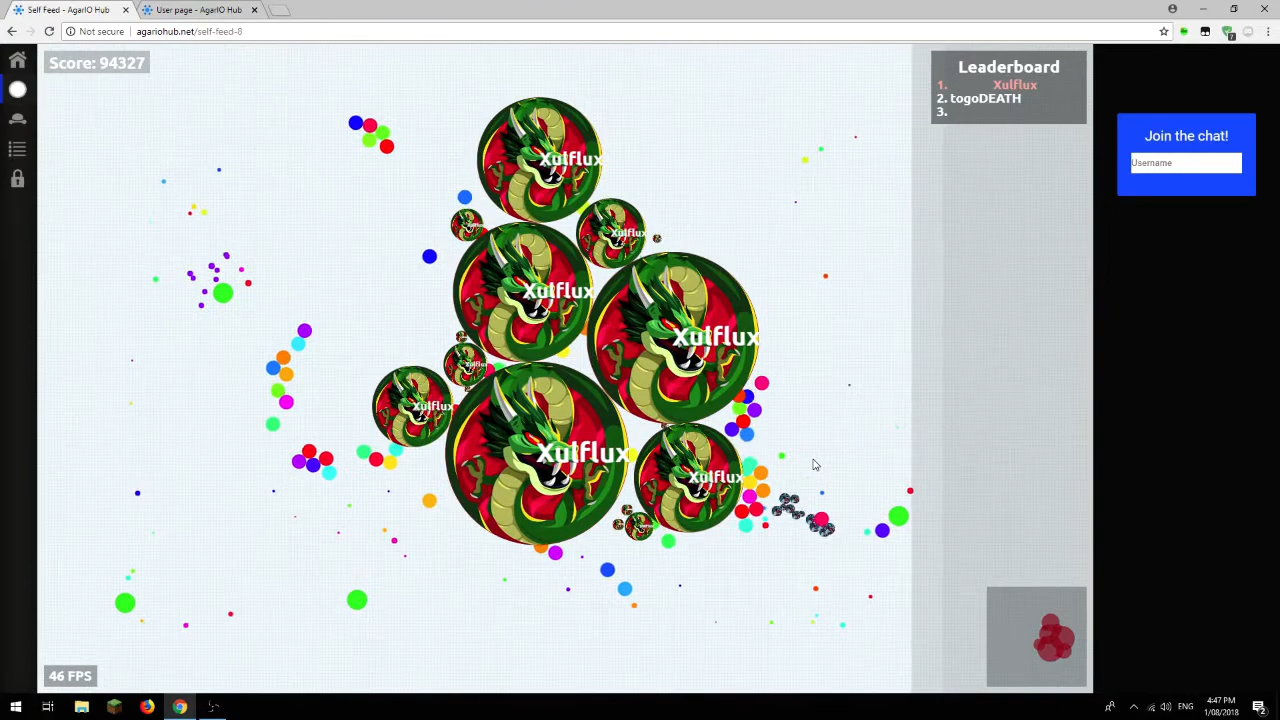 Self Feed - AgarIO Hub
User page - AgarIO Hub
Not secure
agariohub.net/self-feed-8
Score: 94327
Leaderboard
1. Xulflux
2. togoDEATH
3.
Join the chat!
Username
Xulflux
Xulflux
Xulflux
Xulflux
Xulflux
Xulflux
Xulflux
46 FPS
ENG
4:47 PM
1/08/2018